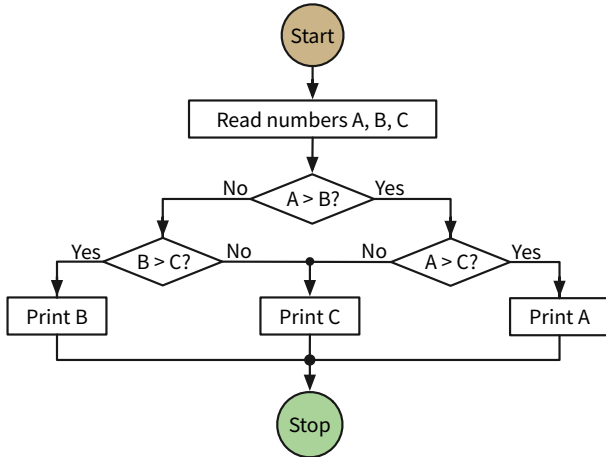 Start
Read numbers A, B, C
No
A > B?
Yes
Yes
B > C?
No
No
A > C?
Yes
Print B
Print C
Print A
Stop